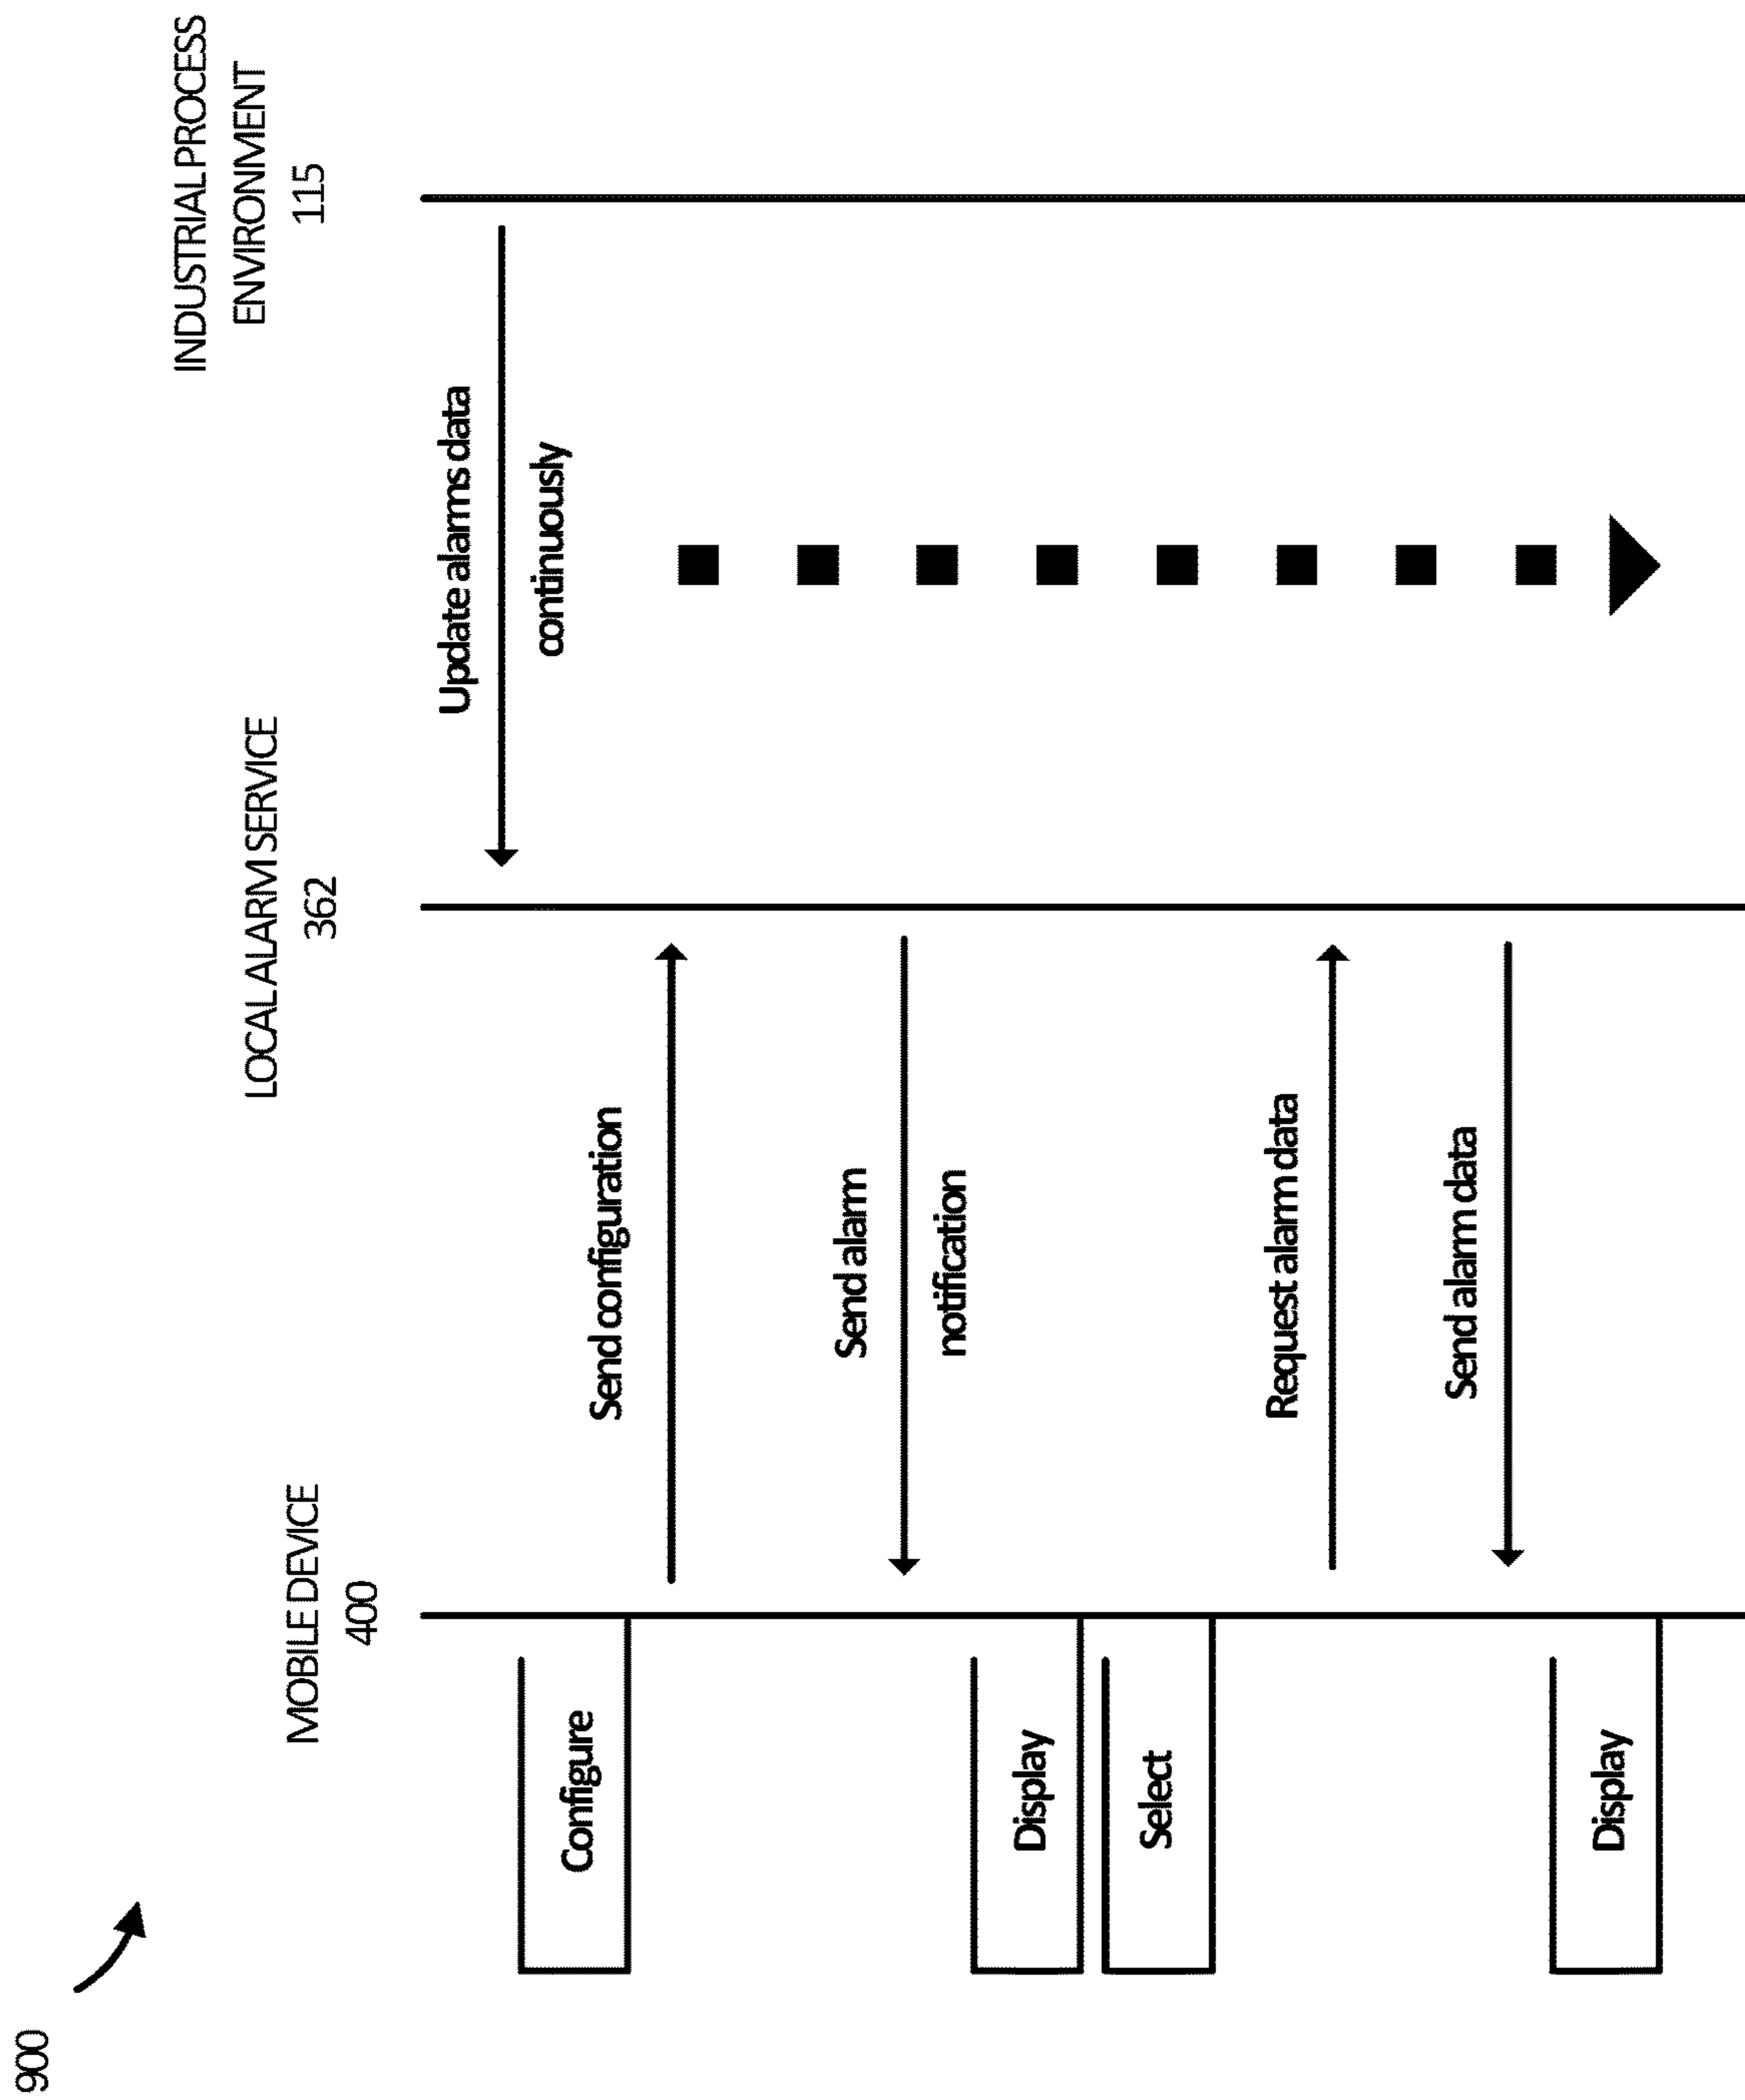 900
MOBILE DEVICE
400
LOCAL ALARM SERVICE
362
INDUSTRIAL PROCESS
ENVIRONMENT
115
Update alarms data
continuously
Configure
Send configuration
Send alarm
notification
Display
Select
Request alarm data
Send alarm data
Display